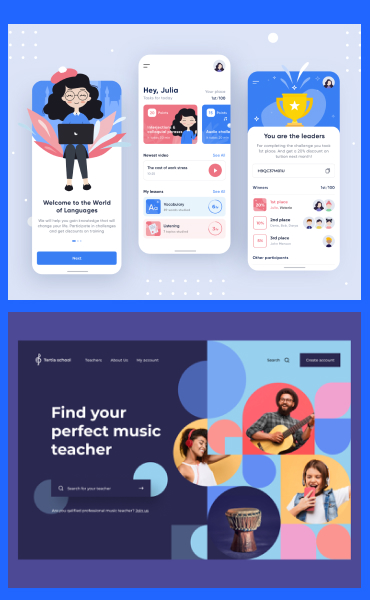 Welcome to the World
of Languages
We will help you gain knowledge that will
change your life. Participate in challenges
and get discounts on training
Next
Hey, Julia
Tasks for today
Your place
1st/100
Newest video
See All
The cost of work stress
My lessons
See All
Vocabulary
Listening
You are the leaders
For completing the challenge you took
1st place. And get a 20% discount on
Winners
1st/100
1st place
2nd place
3rd place
Other participants
Tertia school
Teachers
About Us
My account
Search
Create account
Find your
perfect music
teacher
Search for your teacher
Are you qualified professional music teacher? Sign up